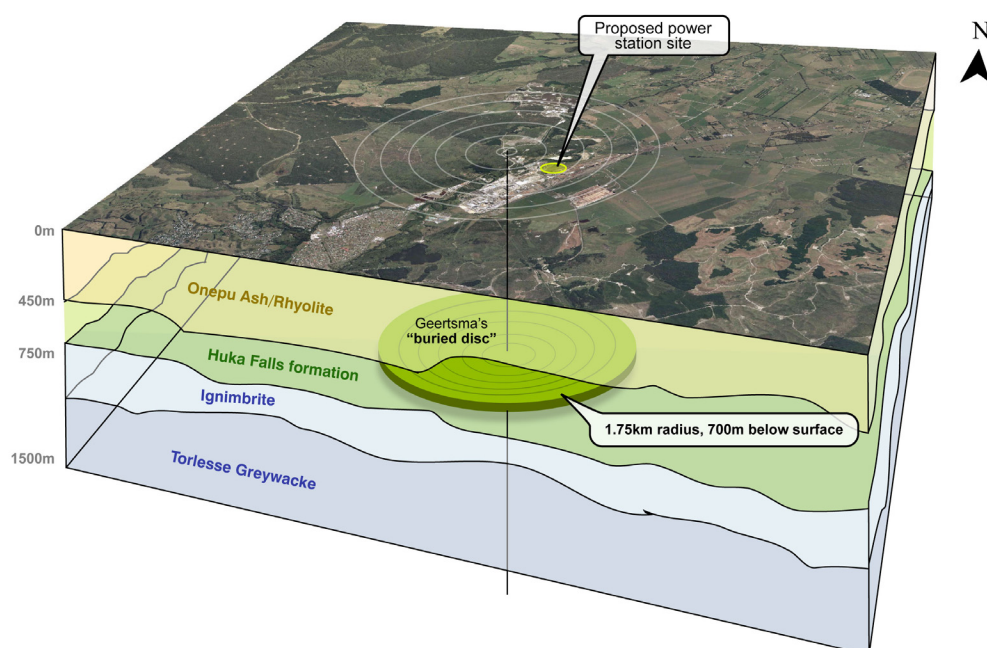 Proposed power
station site
N
0m
Onepu Ash/Rhyolite
450m
Geertsma's
“buried disc”
750m
Huka Falls formation
Ignimbrite
1.75km radius, 700m below surface
1500m
Torlesse Greywacke